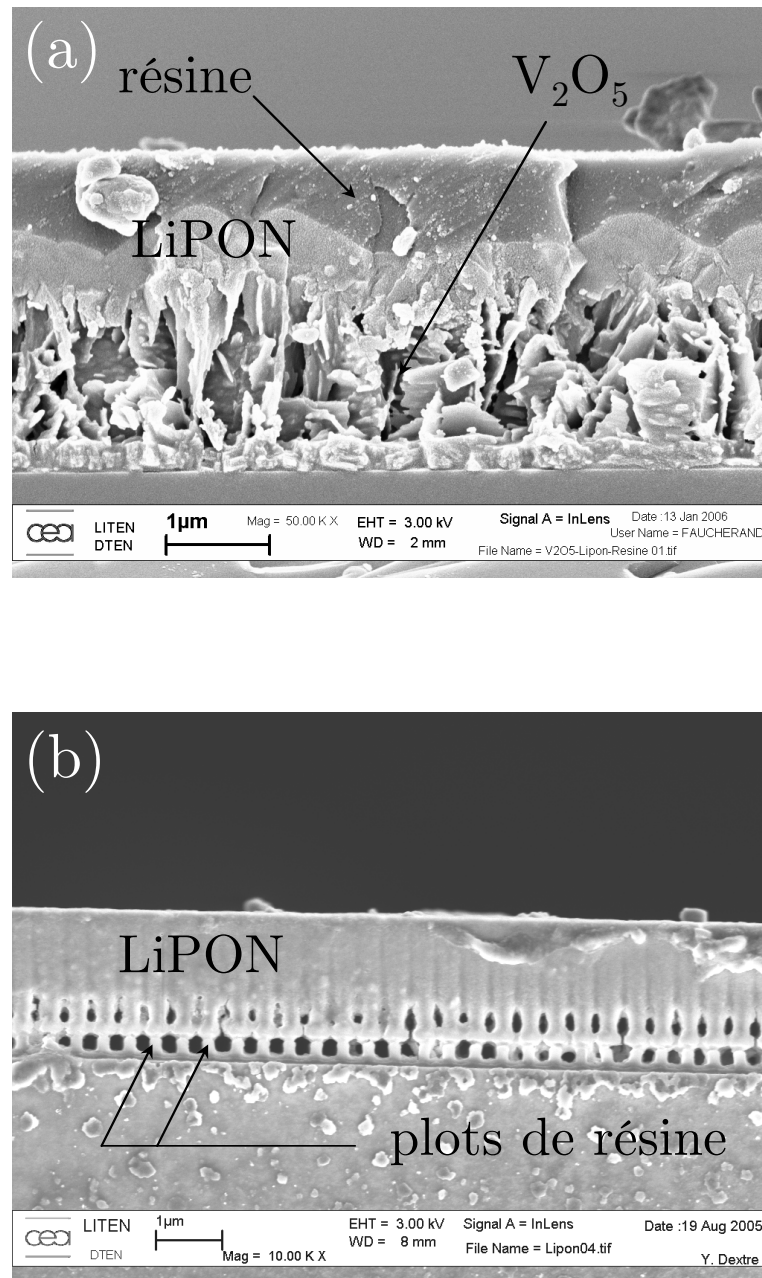 (a)
résine
V₂O₅
LiPON
cea
LITEN
DTEN
1µm
Mag = 50.00 K X
EHT = 3.00 kV
WD = 2 mm
Signal A = InLens
Date :13 Jan 2006
User Name = FAUCHERAND
File Name = V2O5-Lipon-Resine 01.tif
(b)
LiPON
plots de résine
cea
LITEN
DTEN
1µm
Mag = 10.00 K X
EHT = 3.00 kV
WD = 8 mm
Signal A = InLens
File Name = Lipon04.tif
Date :19 Aug 2005
Y. Dextre